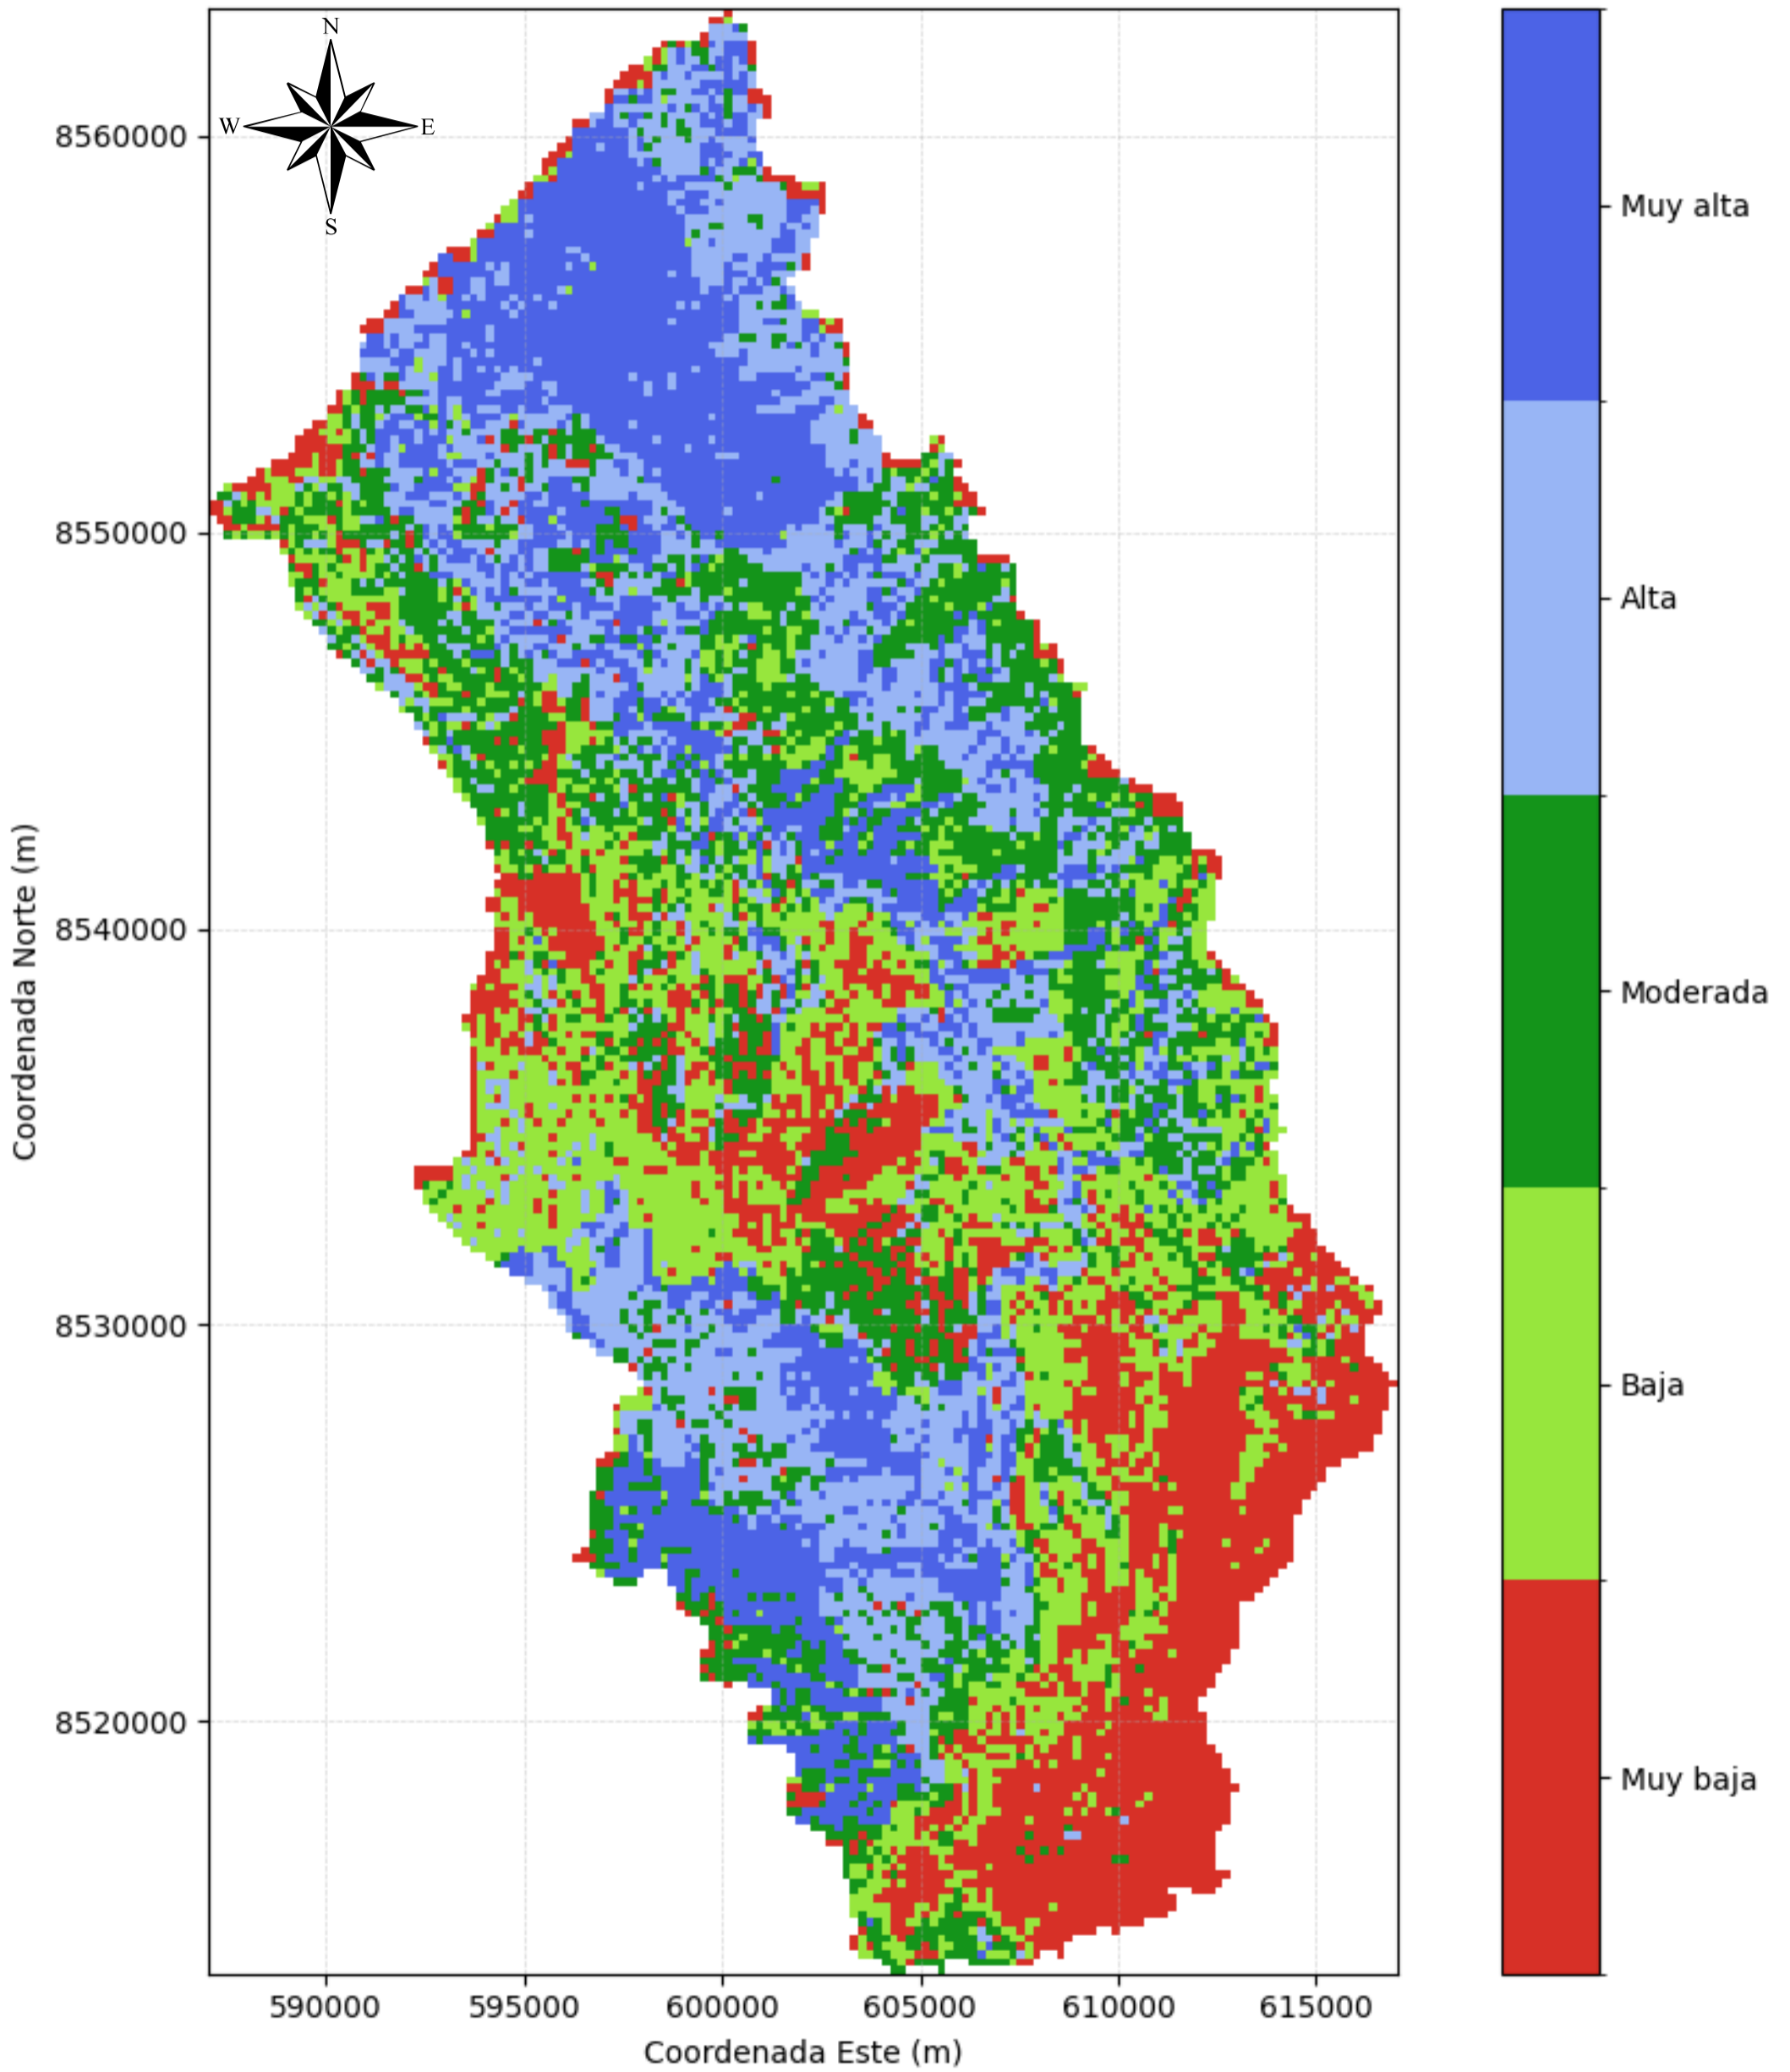 N
W E
S
8560000
8550000
8540000
8530000
8520000
Coordenada Norte (m)
590000 595000 600000 605000 610000 615000
Coordenada Este (m)
Muy alta
Alta
Moderada
Baja
Muy baja